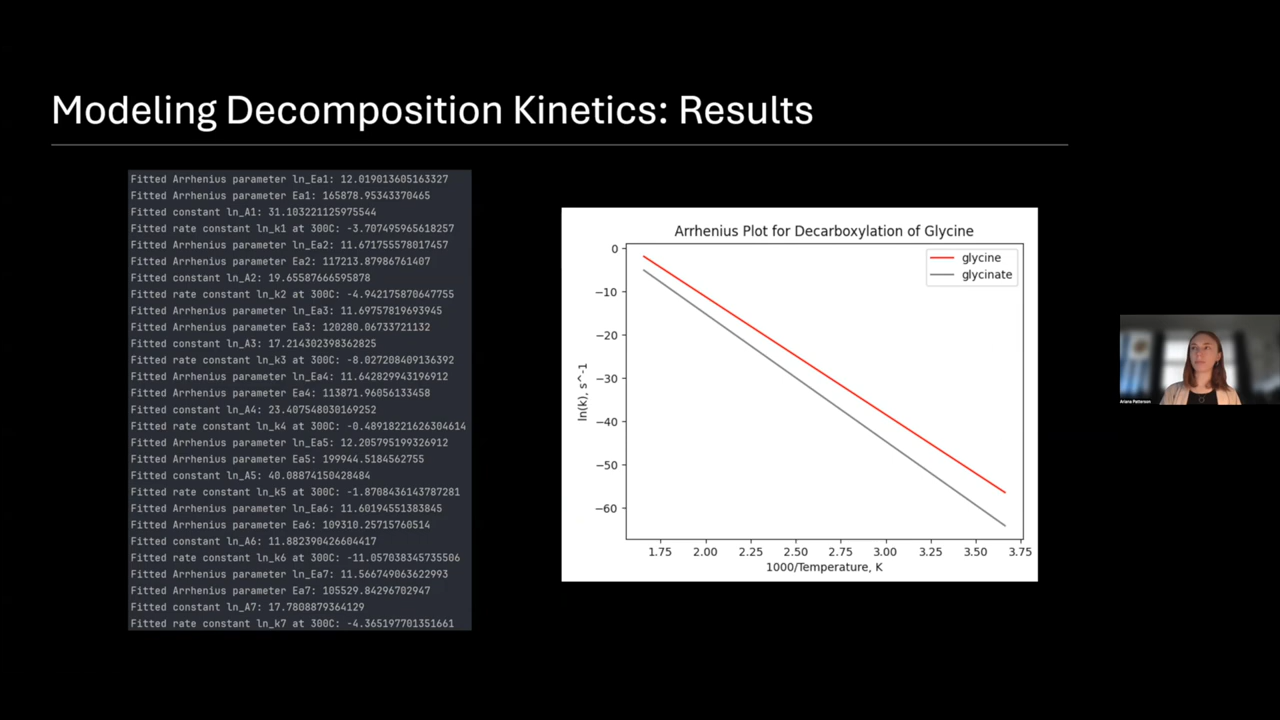 Modeling Decomposition Kinetics: Results
Fitted Arrhenius parameter ln_Ea1: 12.019013605163327
Fitted Arrhenius parameter Ea1: 165878.95343370465
Fitted constant ln_A1: 31.103221125975544
Fitted rate constant ln_k1 at 300C: -3.707495965618257
Fitted Arrhenius parameter ln_Ea2: 11.671755578017457
Fitted Arrhenius parameter Ea2: 117213.87986761407
Fitted constant ln_A2: 19.65587666595878
Fitted rate constant ln_k2 at 300C: -4.942175870647755
Fitted Arrhenius parameter ln_Ea3: 11.69757819693945
Fitted Arrhenius parameter Ea3: 120280.06733721132
Fitted constant ln_A3: 17.214302398362825
Fitted rate constant ln_k3 at 300C: -8.027208409136392
Fitted Arrhenius parameter ln_Ea4: 11.642829943196912
Fitted Arrhenius parameter Ea4: 113871.96056133458
Fitted constant ln_A4: 23.407548030169252
Fitted rate constant ln_k4 at 300C: -0.48918221626304614
Fitted Arrhenius parameter ln_Ea5: 12.205795199326912
Fitted Arrhenius parameter Ea5: 199944.5184562755
Fitted constant ln_A5: 40.08874150428484
Fitted rate constant ln_k5 at 300C: -1.8708436143787281
Fitted Arrhenius parameter ln_Ea6: 11.60194551383845
Fitted Arrhenius parameter Ea6: 109310.25715760514
Fitted constant ln_A6: 11.882390426604417
Fitted rate constant ln_k6 at 300C: -11.057038345735506
Fitted Arrhenius parameter ln_Ea7: 11.566749063622993
Fitted Arrhenius parameter Ea7: 105529.84296702947
Fitted constant ln_A7: 17.7808879364129
Fitted rate constant ln_k7 at 300C: -4.365197701351661
Arrhenius Plot for Decarboxylation of Glycine
glycine
glycinate
0
−10
−20
−30
−40
−50
−60
ln(k), s^-1
1.75 2.00 2.25 2.50 2.75 3.00 3.25 3.50 3.75
1000/Temperature, K
Ariana Patterson